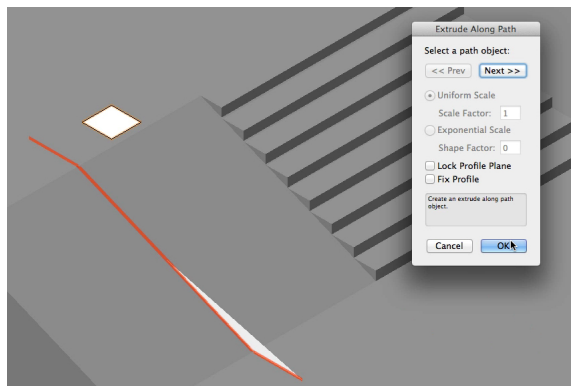 Extrude Along Path
Select a path object:
<< Prev Next >>
Uniform Scale
Scale Factor: 1
Exponential Scale
Shape Factor: 0
Lock Profile Plane
Fix Profile
Create an extrude along path
object.
Cancel OK